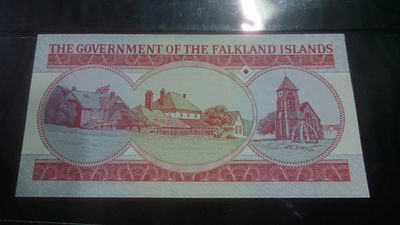 THE GOVERNMENT OF THE FALKLAND ISLANDS